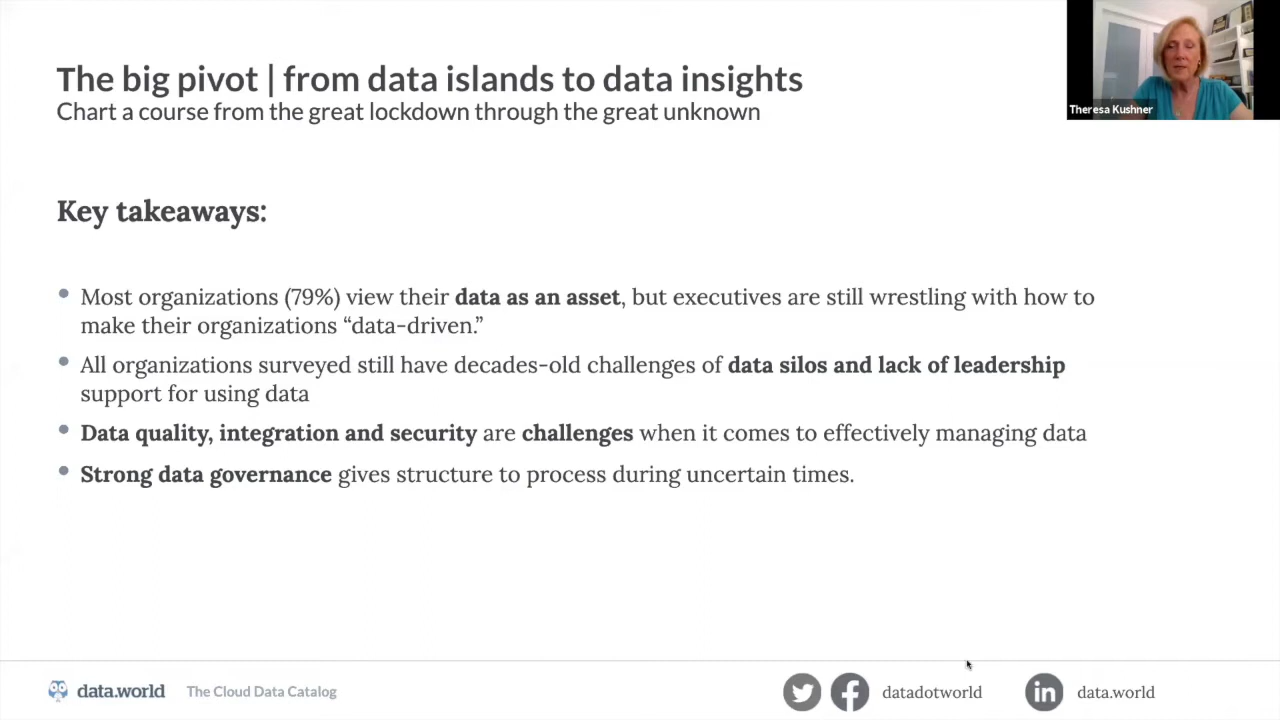 The big pivot | from data islands to data insights
Chart a course from the great lockdown through the great unknown
Theresa Kushner
Key takeaways:
• Most organizations (79%) view their data as an asset, but executives are still wrestling with how to
make their organizations “data-driven.”
• All organizations surveyed still have decades-old challenges of data silos and lack of leadership
support for using data
• Data quality, integration and security are challenges when it comes to effectively managing data
• Strong data governance gives structure to process during uncertain times.
data.world The Cloud Data Catalog datadotworld in data.world